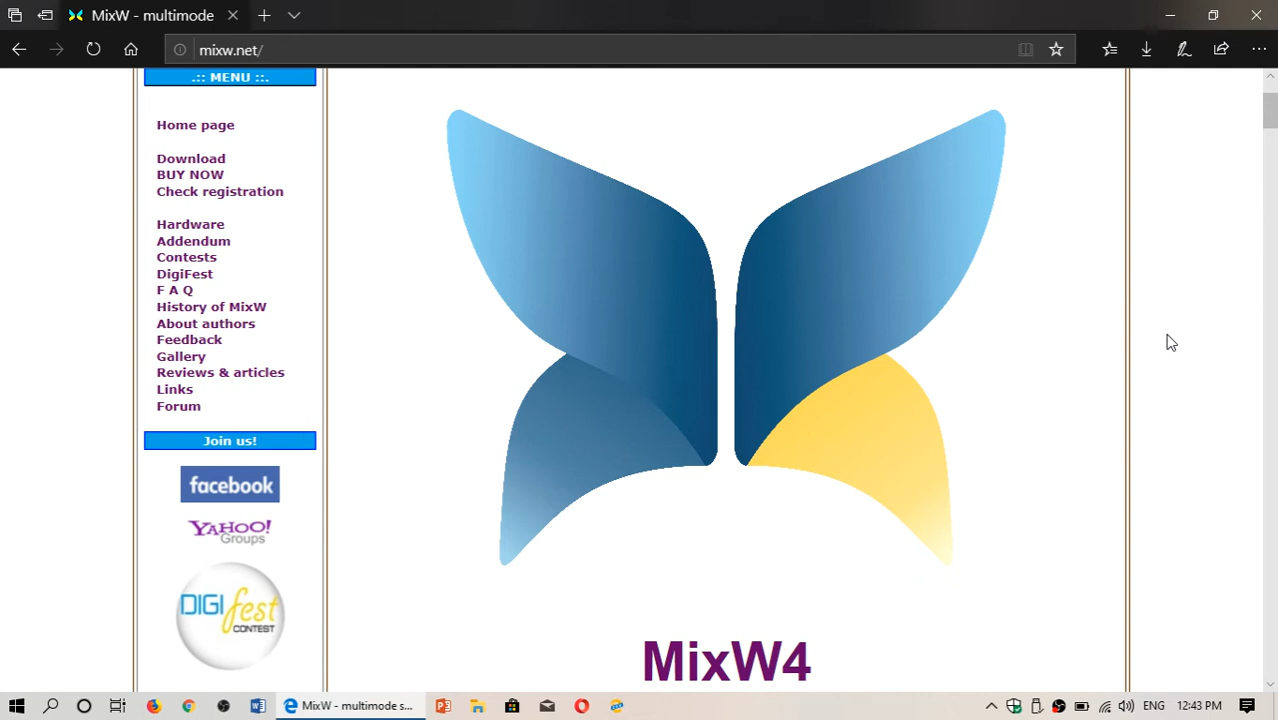 MixW - multimode
mixw.net/
.:: MENU ::.
Home page
Download
BUY NOW
Check registration
Hardware
Addendum
Contests
DigiFest
F A Q
History of MixW
About authors
Feedback
Gallery
Reviews & articles
Links
Forum
Join us!
facebook
YAHOO!
Groups
DIGIfest
CONTEST
MixW4
MixW - multimode s...
ENG
12:43 PM